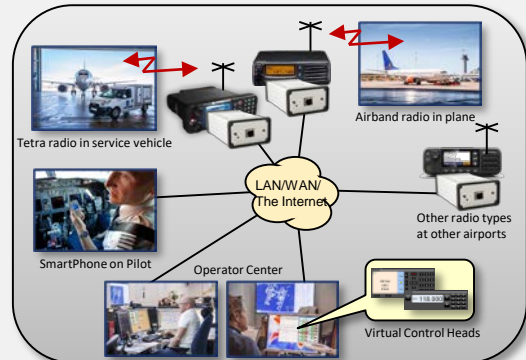 Tetra radio in service vehicle
Airband radio in plane
LAN/WAN/
The Internet
Other radio types
at other airports
SmartPhone on Pilot
Operator Center
118.000
Virtual Control Heads